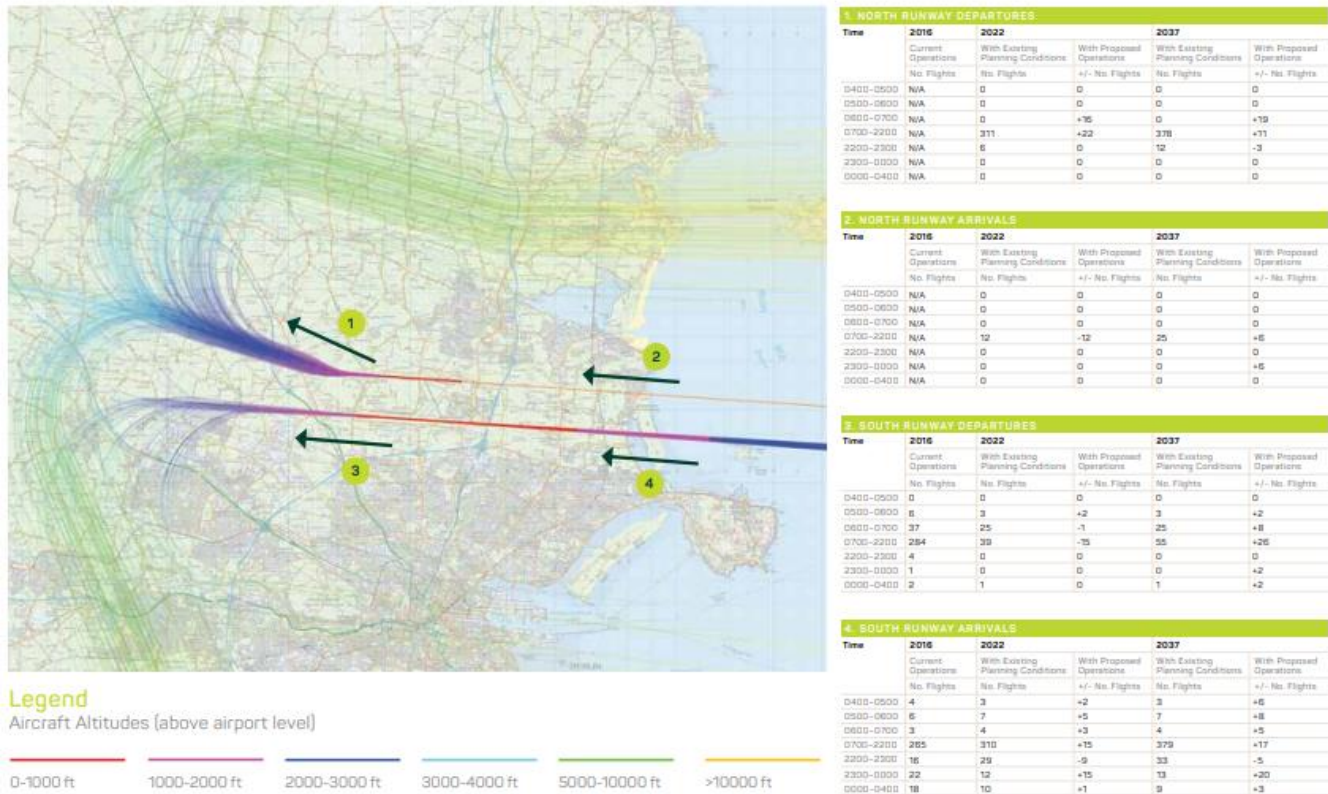 1
2
3
4
Legend
Aircraft Altitudes (above airport level)
0-1000 ft
1000-2000 ft
2000-3000 ft
3000-4000 ft
5000-10000 ft
>10000 ft
1. NORTH RUNWAY DEPARTURES
Time 2016 2022 2037
Current Operations With Existing Planning Conditions With Proposed Operations With Existing Planning Conditions With Proposed Operations
No. Flights No. Flights +/- No. Flights No. Flights +/- No. Flights
0400-0500 N/A 0 0 0 0
0500-0600 N/A 0 0 0 0
0600-0700 N/A 0 +16 0 +19
0700-2200 N/A 311 +22 378 +11
2200-2300 N/A 6 0 12 -3
2300-0000 N/A 0 0 0 0
0000-0400 N/A 0 0 0 0
2. NORTH RUNWAY ARRIVALS
Time 2016 2022 2037
Current Operations With Existing Planning Conditions With Proposed Operations With Existing Planning Conditions With Proposed Operations
No. Flights No. Flights +/- No. Flights No. Flights +/- No. Flights
0400-0500 N/A 0 0 0 0
0500-0600 N/A 0 0 0 0
0600-0700 N/A 0 0 0 0
0700-2200 N/A 12 -12 25 +6
2200-2300 N/A 0 0 0 0
2300-0000 N/A 0 0 0 +6
0000-0400 N/A 0 0 0 0
3. SOUTH RUNWAY DEPARTURES
Time 2016 2022 2037
Current Operations With Existing Planning Conditions With Proposed Operations With Existing Planning Conditions With Proposed Operations
No. Flights No. Flights +/- No. Flights No. Flights +/- No. Flights
0400-0500 0 0 0 0 0
0500-0600 6 3 +2 3 +2
0600-0700 37 25 -1 25 +8
0700-2200 284 39 -15 55 +26
2200-2300 4 0 0 0 0
2300-0000 1 0 0 0 +2
0000-0400 2 1 0 1 +2
4. SOUTH RUNWAY ARRIVALS
Time 2016 2022 2037
Current Operations With Existing Planning Conditions With Proposed Operations With Existing Planning Conditions With Proposed Operations
No. Flights No. Flights +/- No. Flights No. Flights +/- No. Flights
0400-0500 4 3 +2 3 +6
0500-0600 6 7 +5 7 +8
0600-0700 3 4 +3 4 +5
0700-2200 265 310 +15 379 +17
2200-2300 16 29 -9 33 -5
2300-0000 22 12 +15 13 +20
0000-0400 18 10 +1 9 +3